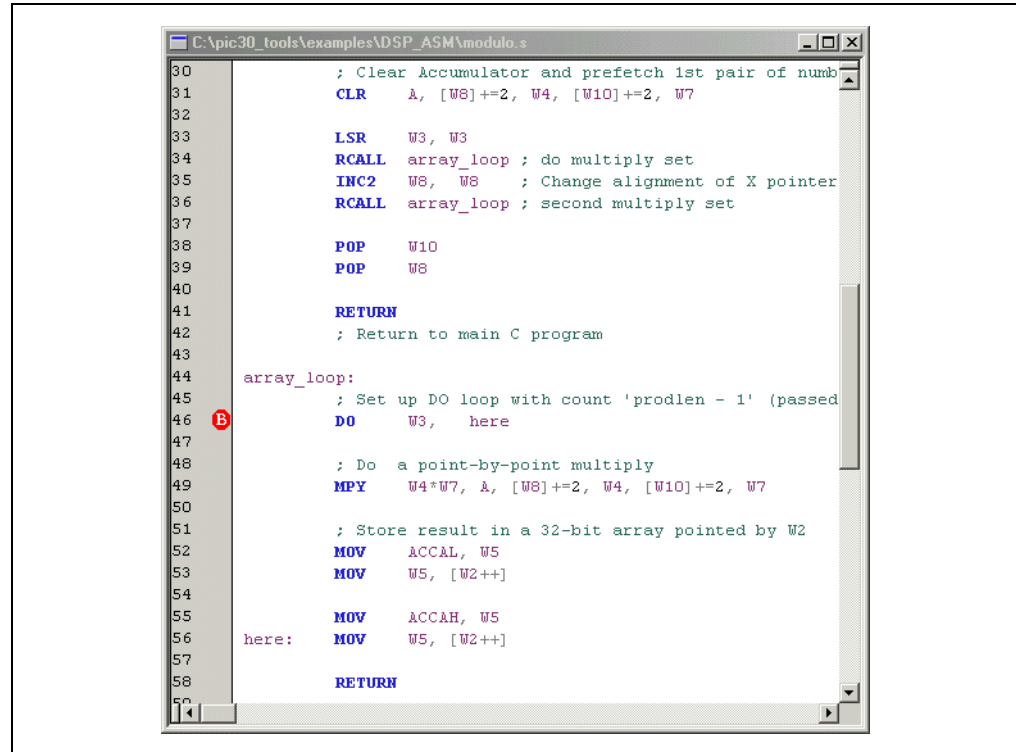 C:\pic30_tools\examples\DSP_ASM\modulo.s
30 ; Clear Accumulator and prefetch 1st pair of numb
31 CLR A, [W8]+=2, W4, [W10]+=2, W7
32
33 LSR W3, W3
34 RCALL array_loop ; do multiply set
35 INC2 W8, W8 ; Change alignment of X pointer
36 RCALL array_loop ; second multiply set
37
38 POP W10
39 POP W8
40
41 RETURN
42 ; Return to main C program
43
44 array_loop:
45 ; Set up DO loop with count 'prodlen - 1' (passed
46 B DO W3, here
47
48 ; Do a point-by-point multiply
49 MPY W4*W7, A, [W8]+=2, W4, [W10]+=2, W7
50
51 ; Store result in a 32-bit array pointed by W2
52 MOV ACCAL, W5
53 MOV W5, [W2++]
54
55 MOV ACCAH, W5
56 here: MOV W5, [W2++]
57
58 RETURN